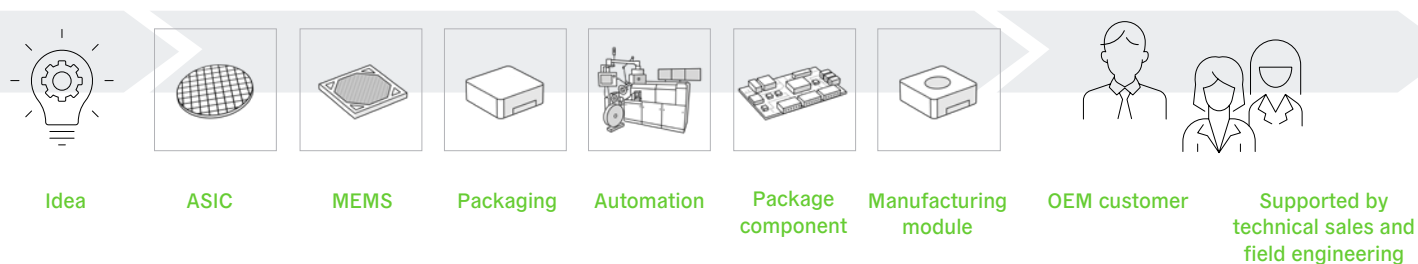 Idea
ASIC
MEMS
Packaging
Automation
Package
component
Manufacturing
module
OEM customer
Supported by
technical sales and
field engineering